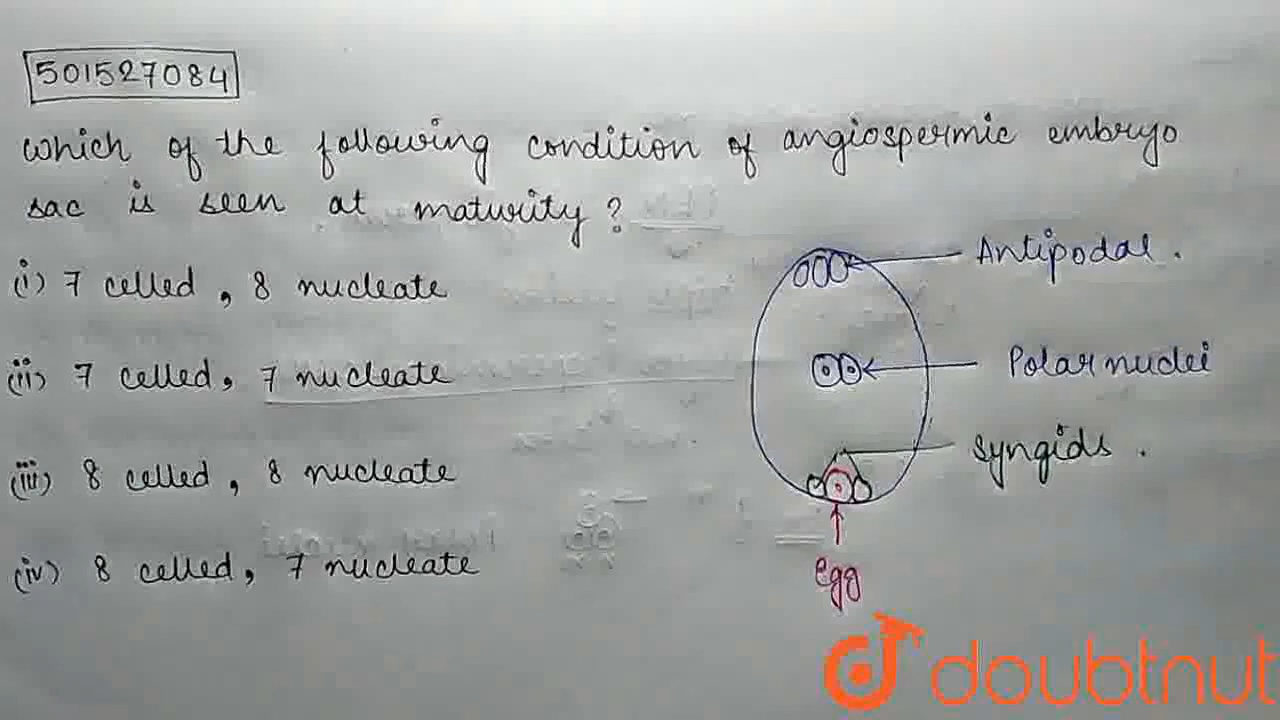 501527084
which of the following condition of angiospermic embryo
sac is seen at maturity ?
(i) 7 celled , 8 nucleate
(ii) 7 celled, 7 nucleate
(iii) 8 celled , 8 nucleate
(iv) 8 celled, 7 nucleate
Antipodal .
Polar nuclei
Syngids .
egg
doubtnut